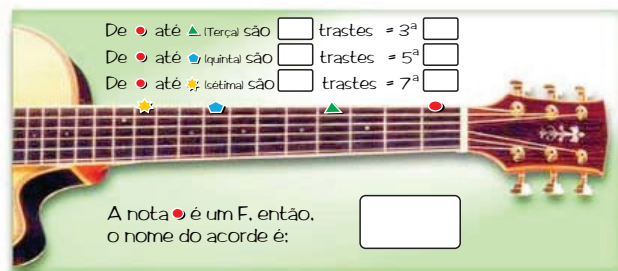 De até (Terça) são trastes = 3ª
De até (quinta) são trastes = 5ª
De até (sétima) são trastes = 7ª
A nota é um F, então,
o nome do acorde é: